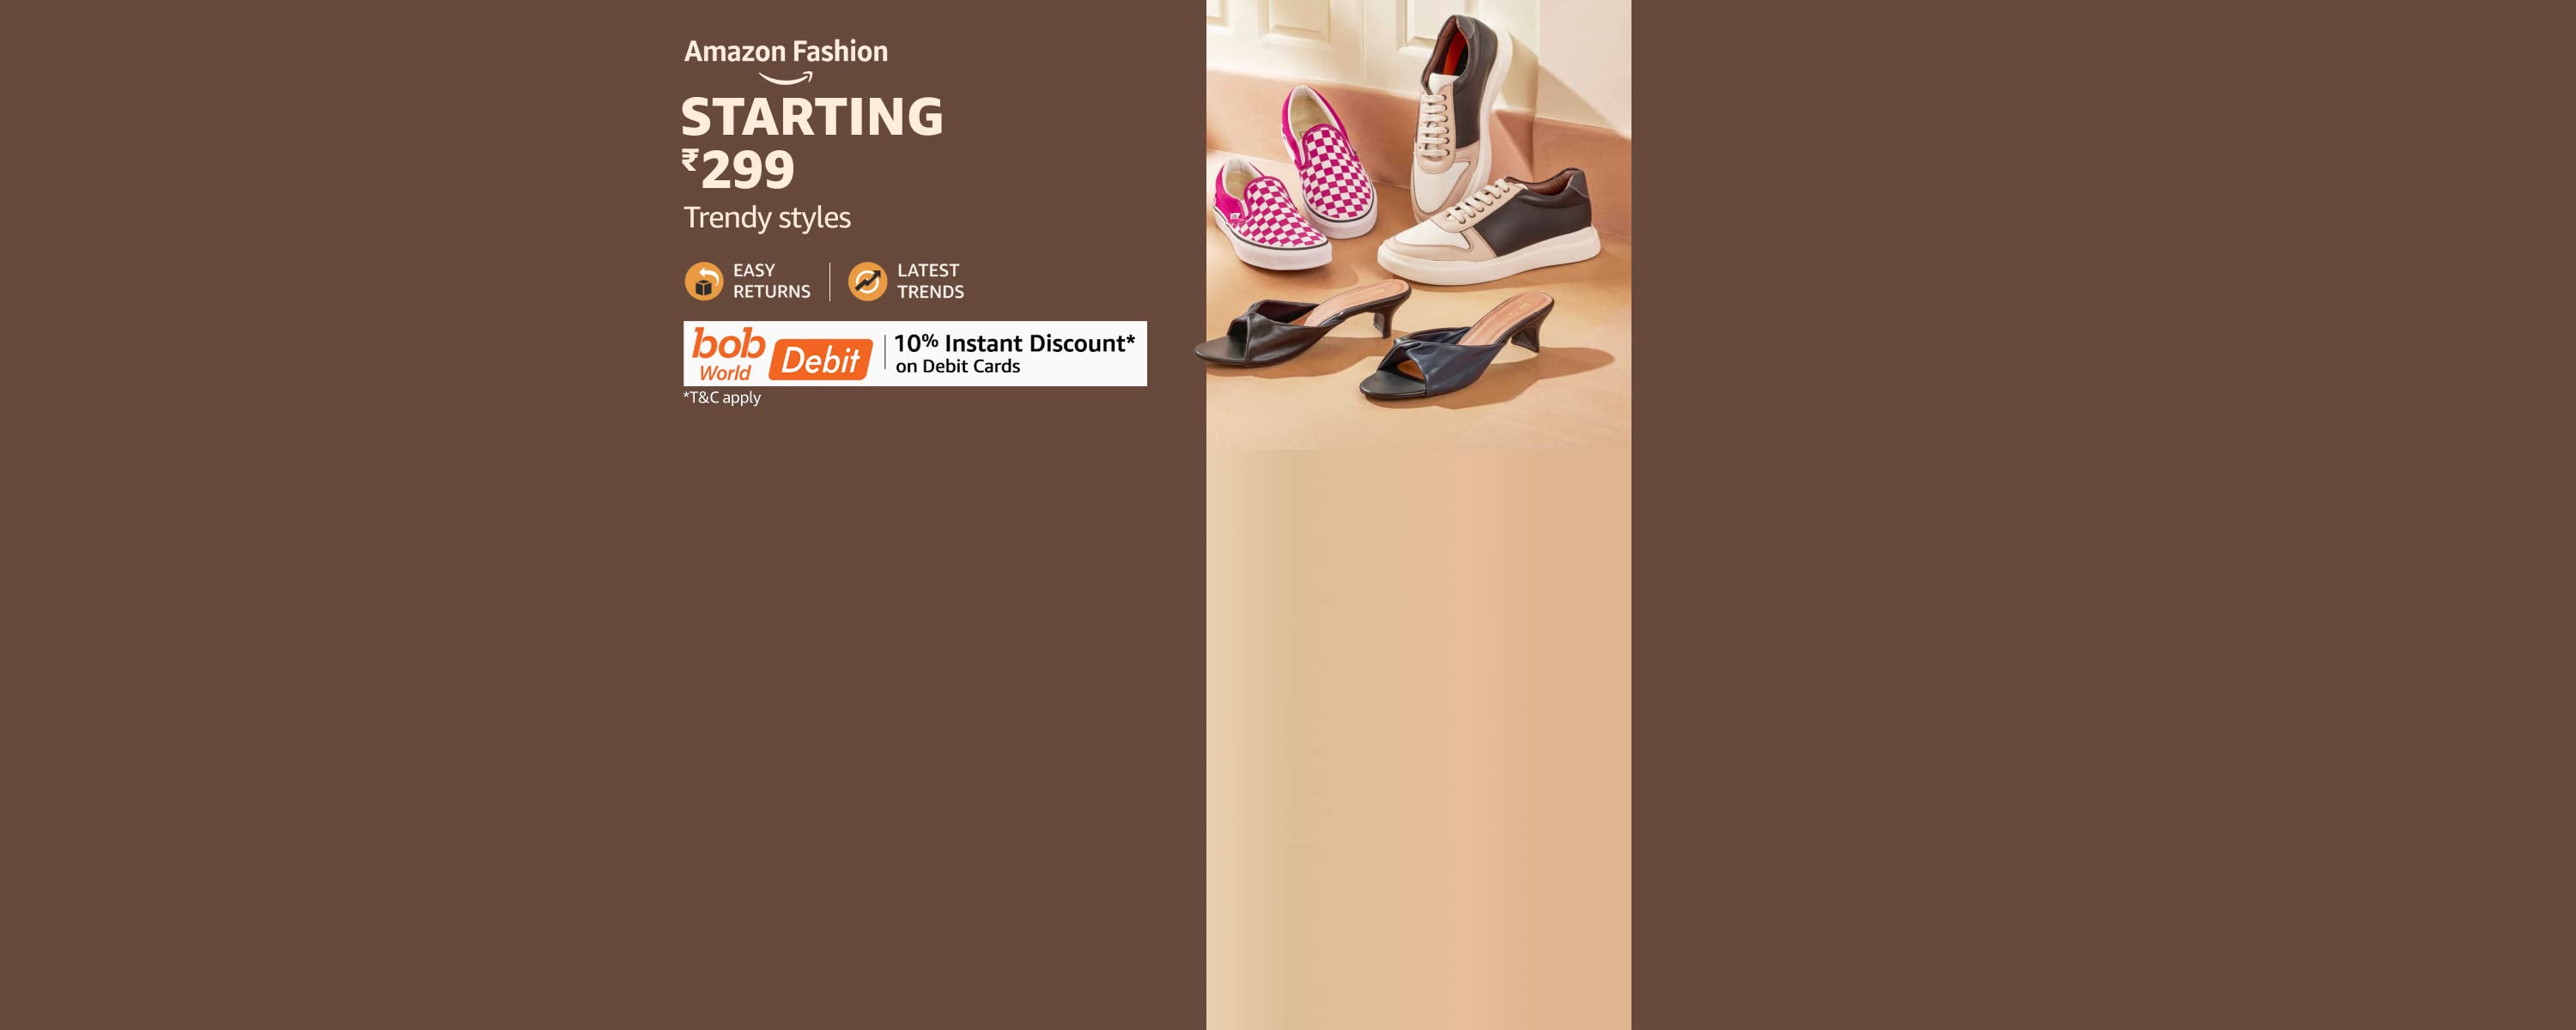 Amazon Fashion
STARTING
₹299
Trendy styles
EASY
RETURNS
LATEST
TRENDS
bob
World
Debit
10% Instant Discount*
on Debit Cards
*T&C apply